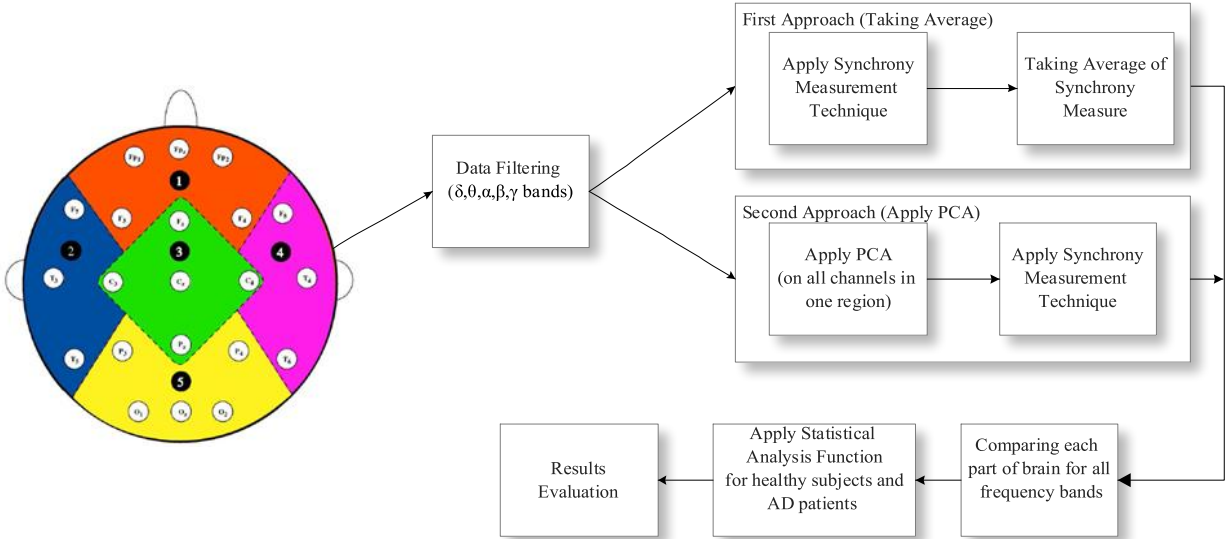 First Approach (Taking Average)
Apply Synchrony
Measurement
Technique
Taking Average of
Synchrony
Measure
Data Filtering
(δ,θ,α,β,γ bands)
Second Approach (Apply PCA)
Apply PCA
(on all channels in
one region)
Apply Synchrony
Measurement
Technique
1
2
3
4
5
C3
O1
O2
Results
Evaluation
Apply Statistical
Analysis Function
for healthy subjects and
AD patients
Comparing each
part of brain for all
frequency bands